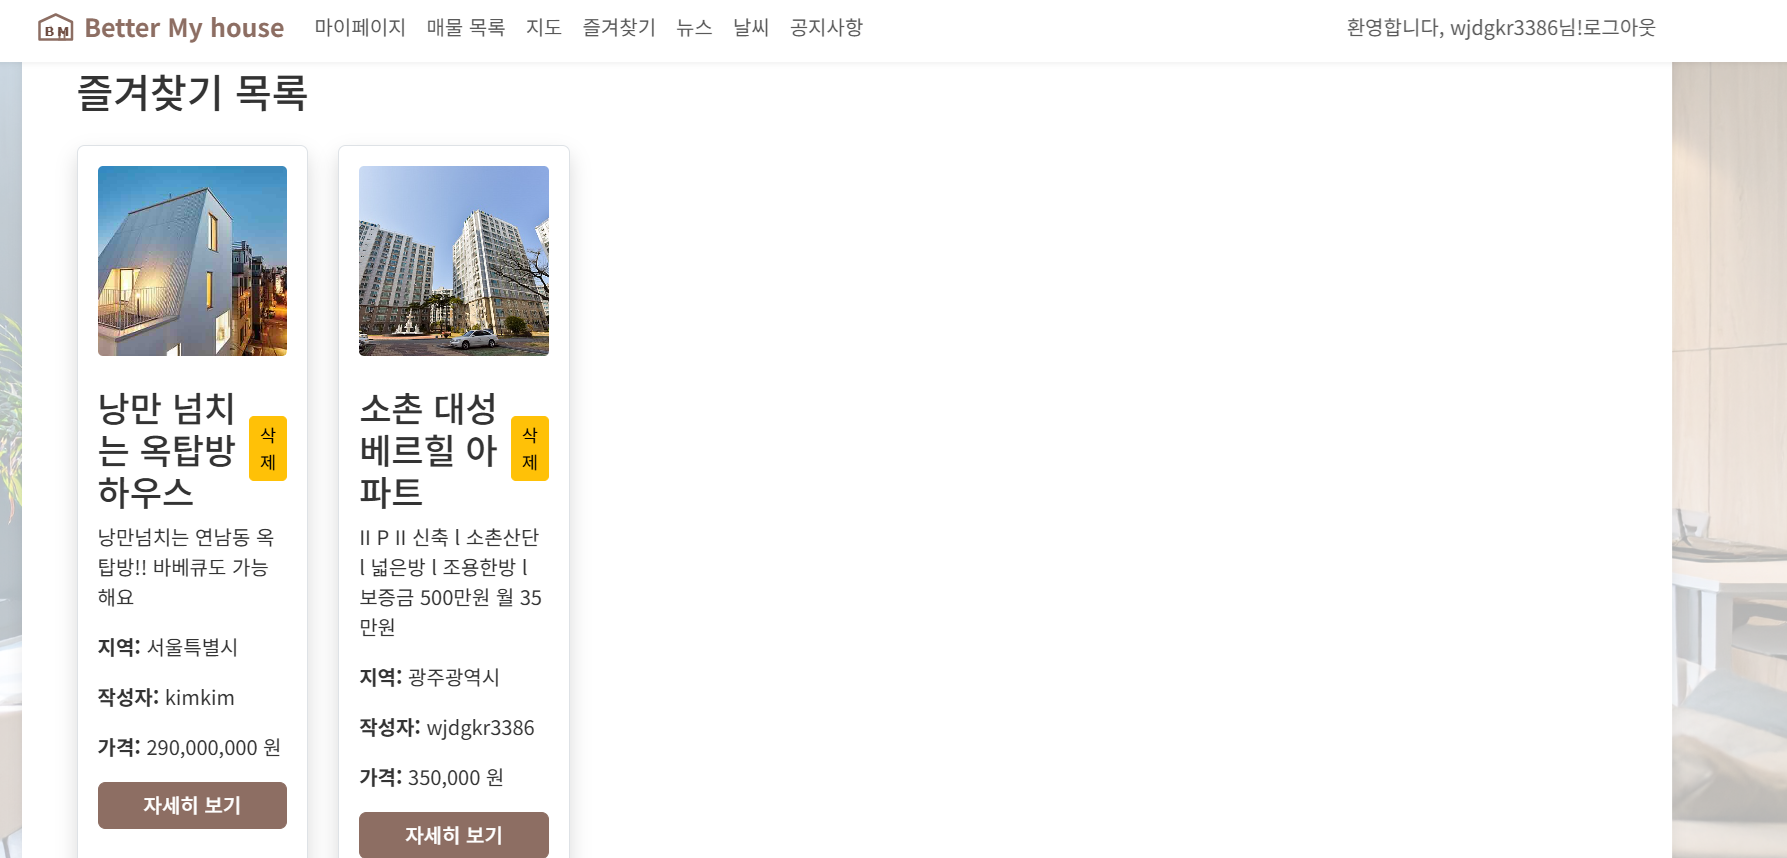 BM Better My house 마이페이지 매물 목록 지도 즐겨찾기 뉴스 날씨 공지사항 환영합니다, wjdgkr3386님!로그아웃
즐겨찾기 목록
낭만 넘치
는 옥탑방
하우스
삭
제
낭만넘치는 연남동 옥
탑방!! 바베큐도 가능
해요
지역: 서울특별시
작성자: kimkim
가격: 290,000,000 원
자세히 보기
소촌 대성
베르힐 아
파트
삭
제
II P II 신축 l 소촌산단
l 넓은방 l 조용한방 l
보증금 500만원 월 35
만원
지역: 광주광역시
작성자: wjdgkr3386
가격: 350,000 원
자세히 보기